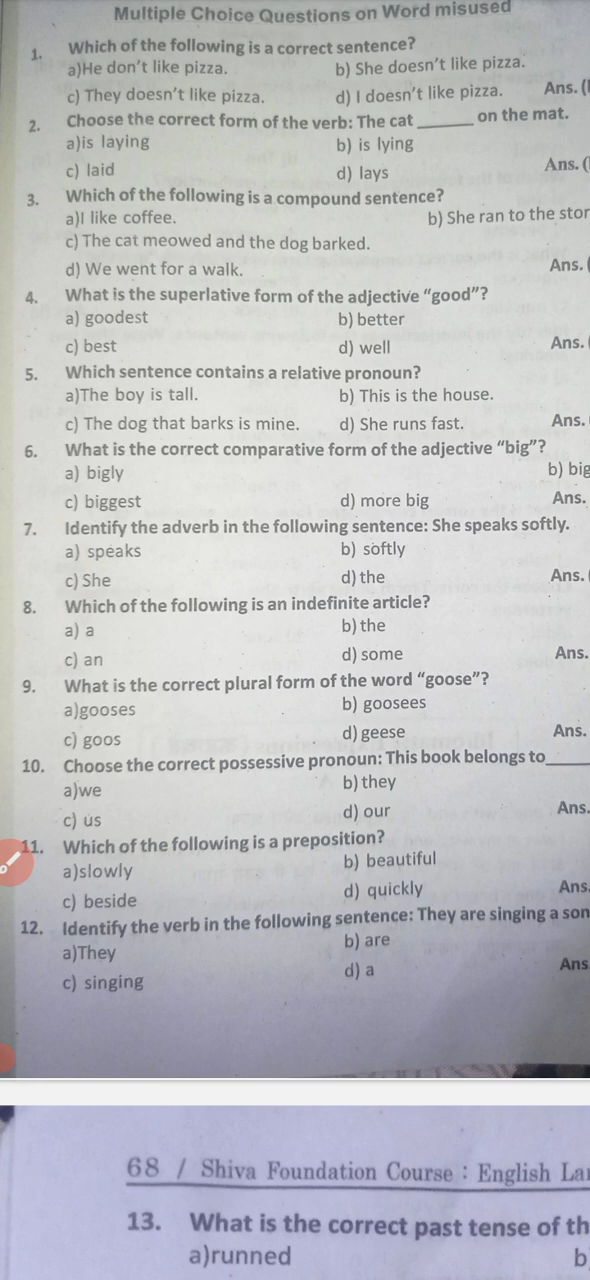 Multiple Choice Questions on Word misused
1. Which of the following is a correct sentence?
a)He don't like pizza. b) She doesn't like pizza.
c) They doesn't like pizza. d) I doesn't like pizza. Ans. (
2. Choose the correct form of the verb: The cat ______ on the mat.
a)is laying b) is lying
c) laid d) lays Ans. (
3. Which of the following is a compound sentence?
a)I like coffee. b) She ran to the stor
c) The cat meowed and the dog barked.
d) We went for a walk. Ans. (
4. What is the superlative form of the adjective “good”?
a) goodest b) better
c) best d) well Ans. (
5. Which sentence contains a relative pronoun?
a)The boy is tall. b) This is the house.
c) The dog that barks is mine. d) She runs fast. Ans.
6. What is the correct comparative form of the adjective “big”?
a) bigly b) big
c) biggest d) more big Ans.
7. Identify the adverb in the following sentence: She speaks softly.
a) speaks b) softly
c) She d) the Ans. (
8. Which of the following is an indefinite article?
a) a b) the
c) an d) some Ans.
9. What is the correct plural form of the word “goose”?
a)gooses b) goosees
c) goos d) geese Ans.
10. Choose the correct possessive pronoun: This book belongs to_____
a)we b) they
c) us d) our Ans.
11. Which of the following is a preposition?
a)slowly b) beautiful
c) beside d) quickly Ans.
12. Identify the verb in the following sentence: They are singing a son
a)They b) are
c) singing d) a Ans
68 / Shiva Foundation Course : English La
13. What is the correct past tense of th
a)runned b